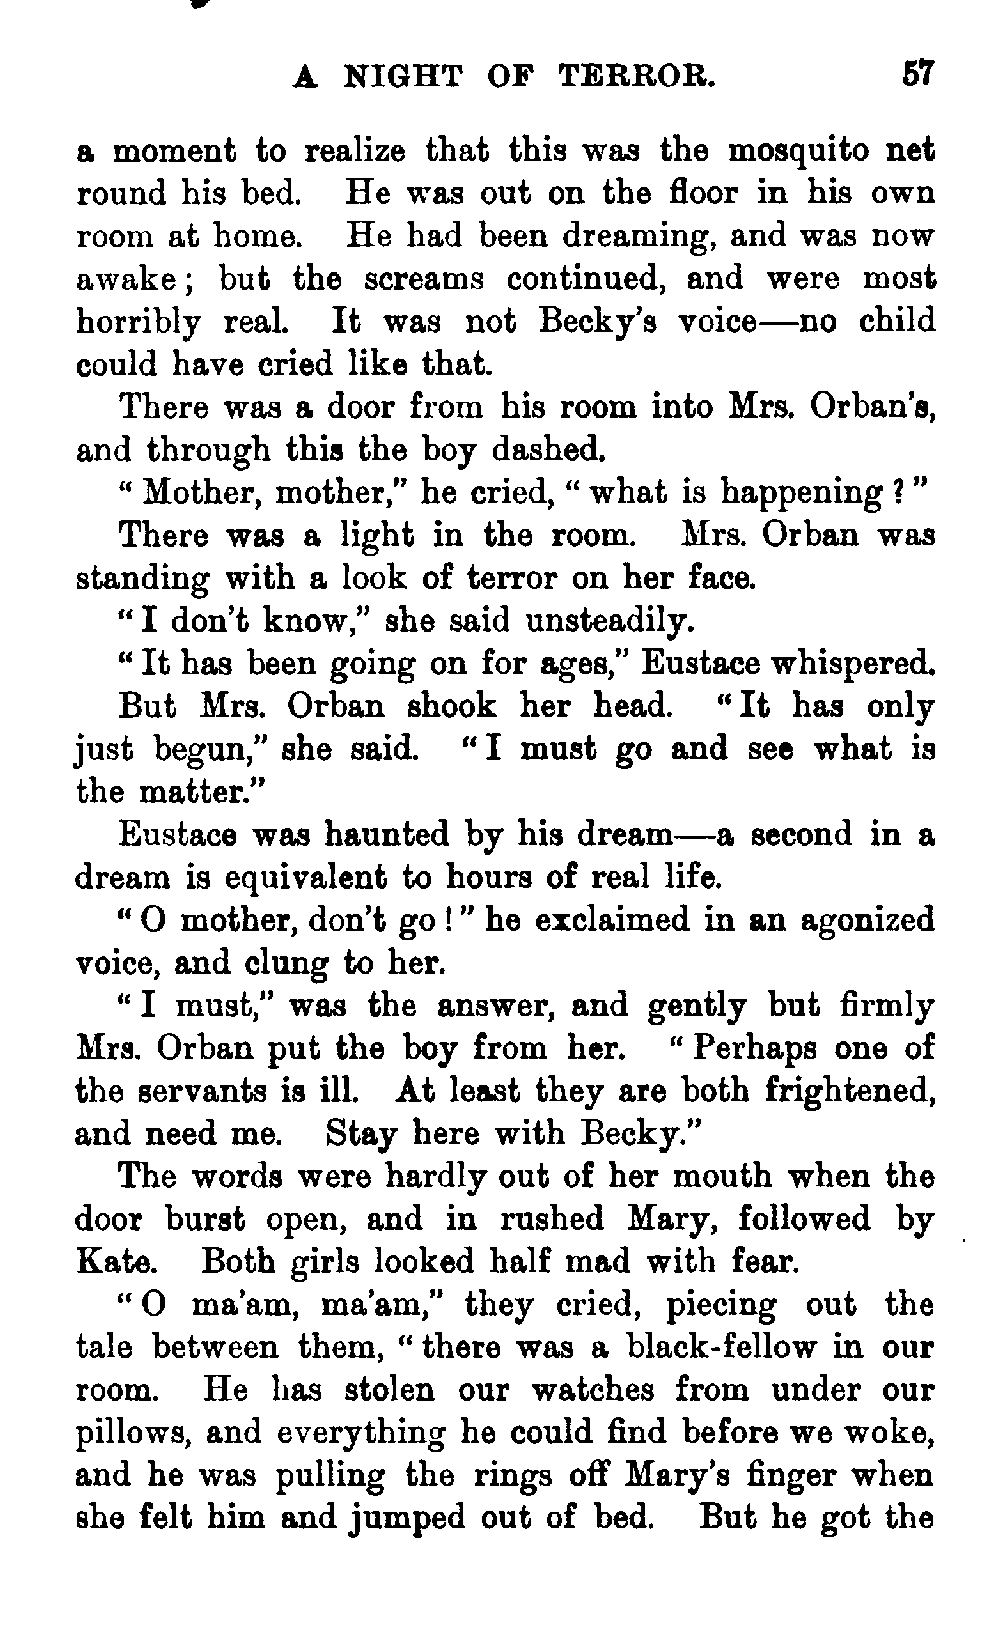 A NIGHT OF TERROR. 57
a moment to realize that this was the mosquito net
round his bed. He was out on the floor in his own
room at home. He had been dreaming, and was now
awake; but the screams continued, and were most
horribly real. It was not Becky's voice—no child
could have cried like that.
There was a door from his room into Mrs. Orban's,
and through this the boy dashed.
"Mother, mother," he cried, "what is happening?"
There was a light in the room. Mrs. Orban was
standing with a look of terror on her face.
"I don't know," she said unsteadily.
"It has been going on for ages," Eustace whispered.
But Mrs. Orban shook her head. "It has only
just begun," she said. "I must go and see what is
the matter."
Eustace was haunted by his dream—a second in a
dream is equivalent to hours of real life.
"O mother, don't go!" he exclaimed in an agonized
voice, and clung to her.
"I must," was the answer, and gently but firmly
Mrs. Orban put the boy from her. "Perhaps one of
the servants is ill. At least they are both frightened,
and need me. Stay here with Becky."
The words were hardly out of her mouth when the
door burst open, and in rushed Mary, followed by
Kate. Both girls looked half mad with fear.
"O ma'am, ma'am," they cried, piecing out the
tale between them, "there was a black-fellow in our
room. He has stolen our watches from under our
pillows, and everything he could find before we woke,
and he was pulling the rings off Mary's finger when
she felt him and jumped out of bed. But he got the